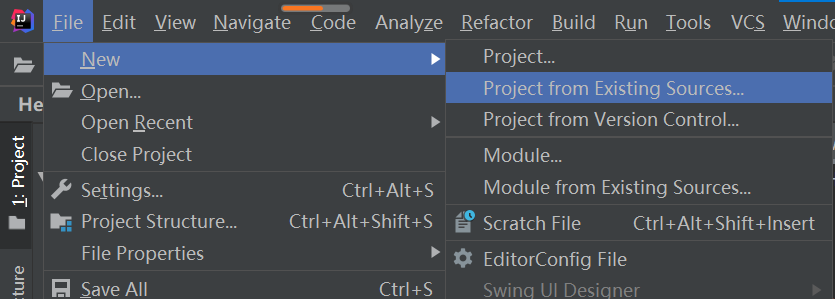 IJ
File Edit View Navigate Code Analyze Refactor Build Run Tools VCS
New
Project...
Open...
Project from Existing Sources...
He
Open Recent
Project from Version Control...
Close Project
Module...
1: Project
Settings... Ctrl+Alt+S
Module from Existing Sources...
Project Structure... Ctrl+Alt+Shift+S
Scratch File Ctrl+Alt+Shift+Insert
File Properties
EditorConfig File
Save All Ctrl+S
Swing UI Designer